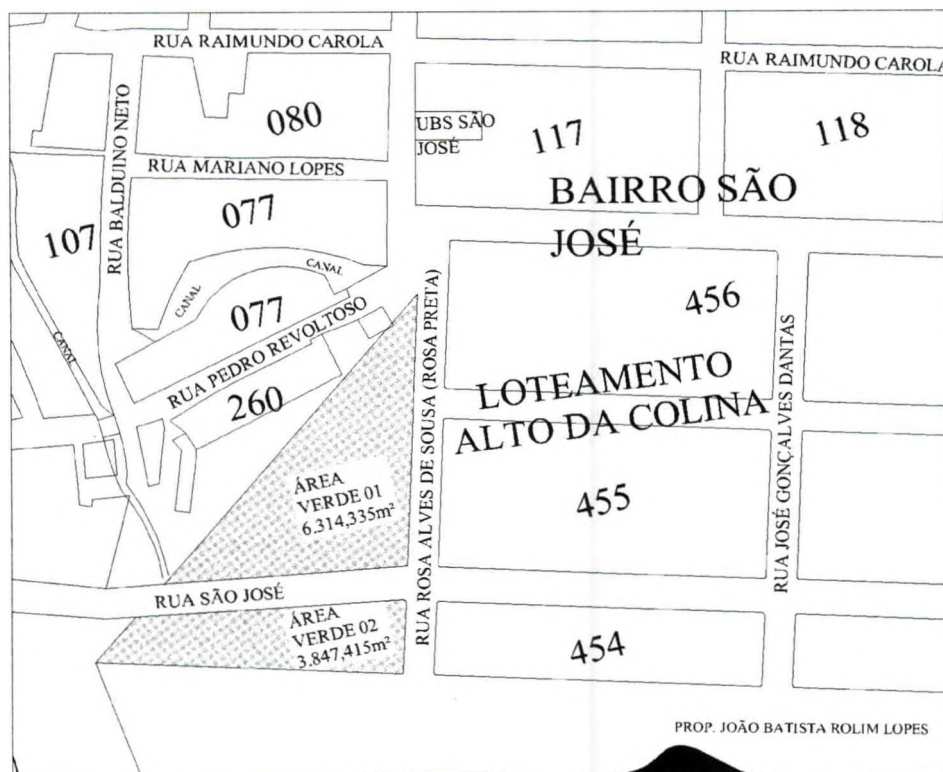 RUA RAIMUNDO CAROLA
RUA RAIMUNDO CAROLA
RUA BALDUINO NETO
080
UBS SÃO
JOSÉ
117
118
RUA MARIANO LOPES
BAIRRO SÃO
JOSÉ
107
077
CANAL
CANAL
CANAL
077
RUA PEDRO REVOLTOSO
260
456
LOTEAMENTO
ALTO DA COLINA
RUA ROSA ALVES DE SOUSA (ROSA PRETA)
RUA JOSÉ GONÇALVES DANTAS
ÁREA
VERDE 01
6.314,335m²
455
RUA SÃO JOSÉ
ÁREA
VERDE 02
3.847,415m²
454
PROP. JOÃO BATISTA ROLIM LOPES